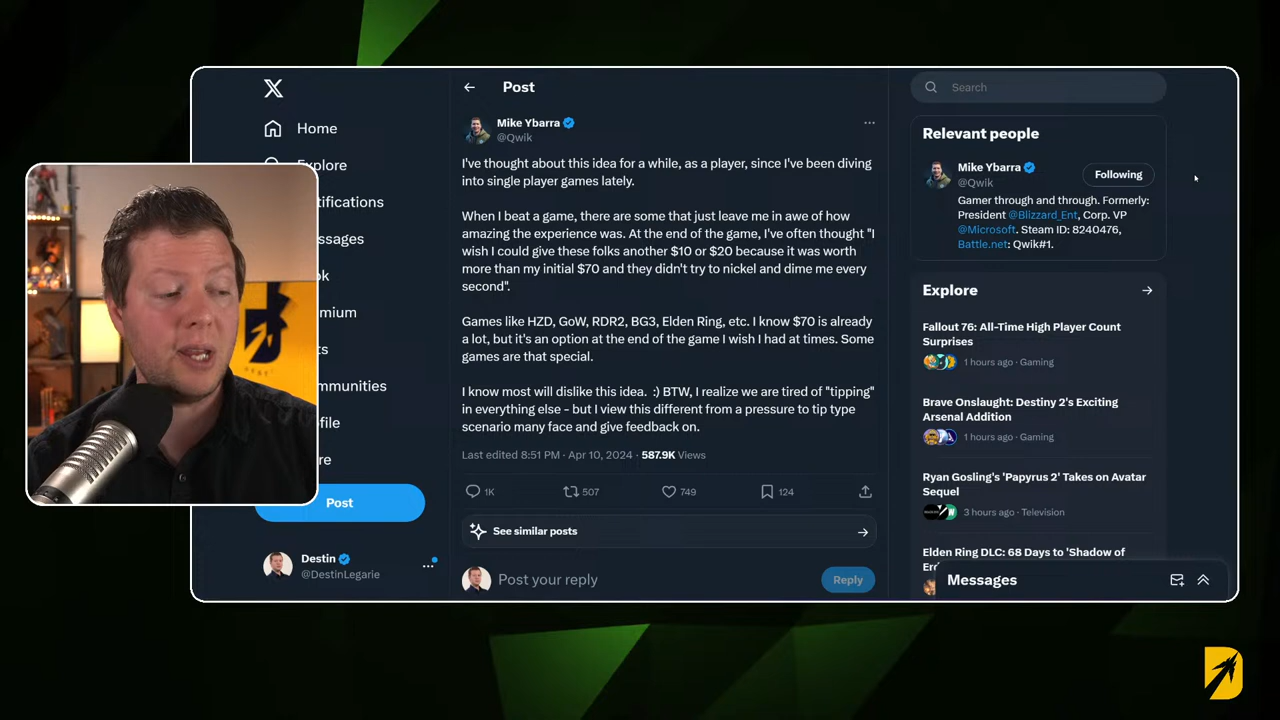 Post
Mike Ybarra
@Qwik
I've thought about this idea for a while, as a player, since I've been diving
into single player games lately.
When I beat a game, there are some that just leave me in awe of how
amazing the experience was. At the end of the game, I've often thought "I
wish I could give these folks another $10 or $20 because it was worth
more than my initial $70 and they didn't try to nickel and dime me every
second".
Games like HZD, GoW, RDR2, BG3, Elden Ring, etc. I know $70 is already
a lot, but it's an option at the end of the game I wish I had at times. Some
games are that special.
I know most will dislike this idea.  :) BTW, I realize we are tired of "tipping"
in everything else - but I view this different from a pressure to tip type
scenario many face and give feedback on.
Last edited 8:51 PM · Apr 10, 2024 · 587.9K Views
1K 507 749 124
See similar posts
Post your reply
Reply
X
Home
Explore
tifications
ssages
ok
mium
ts
mmunities
file
re
Post
Destin
@DestinLegarie
Search
Relevant people
Mike Ybarra
@Qwik
Following
Gamer through and through. Formerly:
President @Blizzard_Ent, Corp. VP
@Microsoft. Steam ID: 8240476,
Battle.net: Qwik#1.
Explore
Fallout 76: All-Time High Player Count
Surprises
1 hours ago · Gaming
Brave Onslaught: Destiny 2's Exciting
Arsenal Addition
1 hours ago · Gaming
Ryan Gosling's 'Papyrus 2' Takes on Avatar
Sequel
3 hours ago · Television
Elden Ring DLC: 68 Days to 'Shadow of
Messages